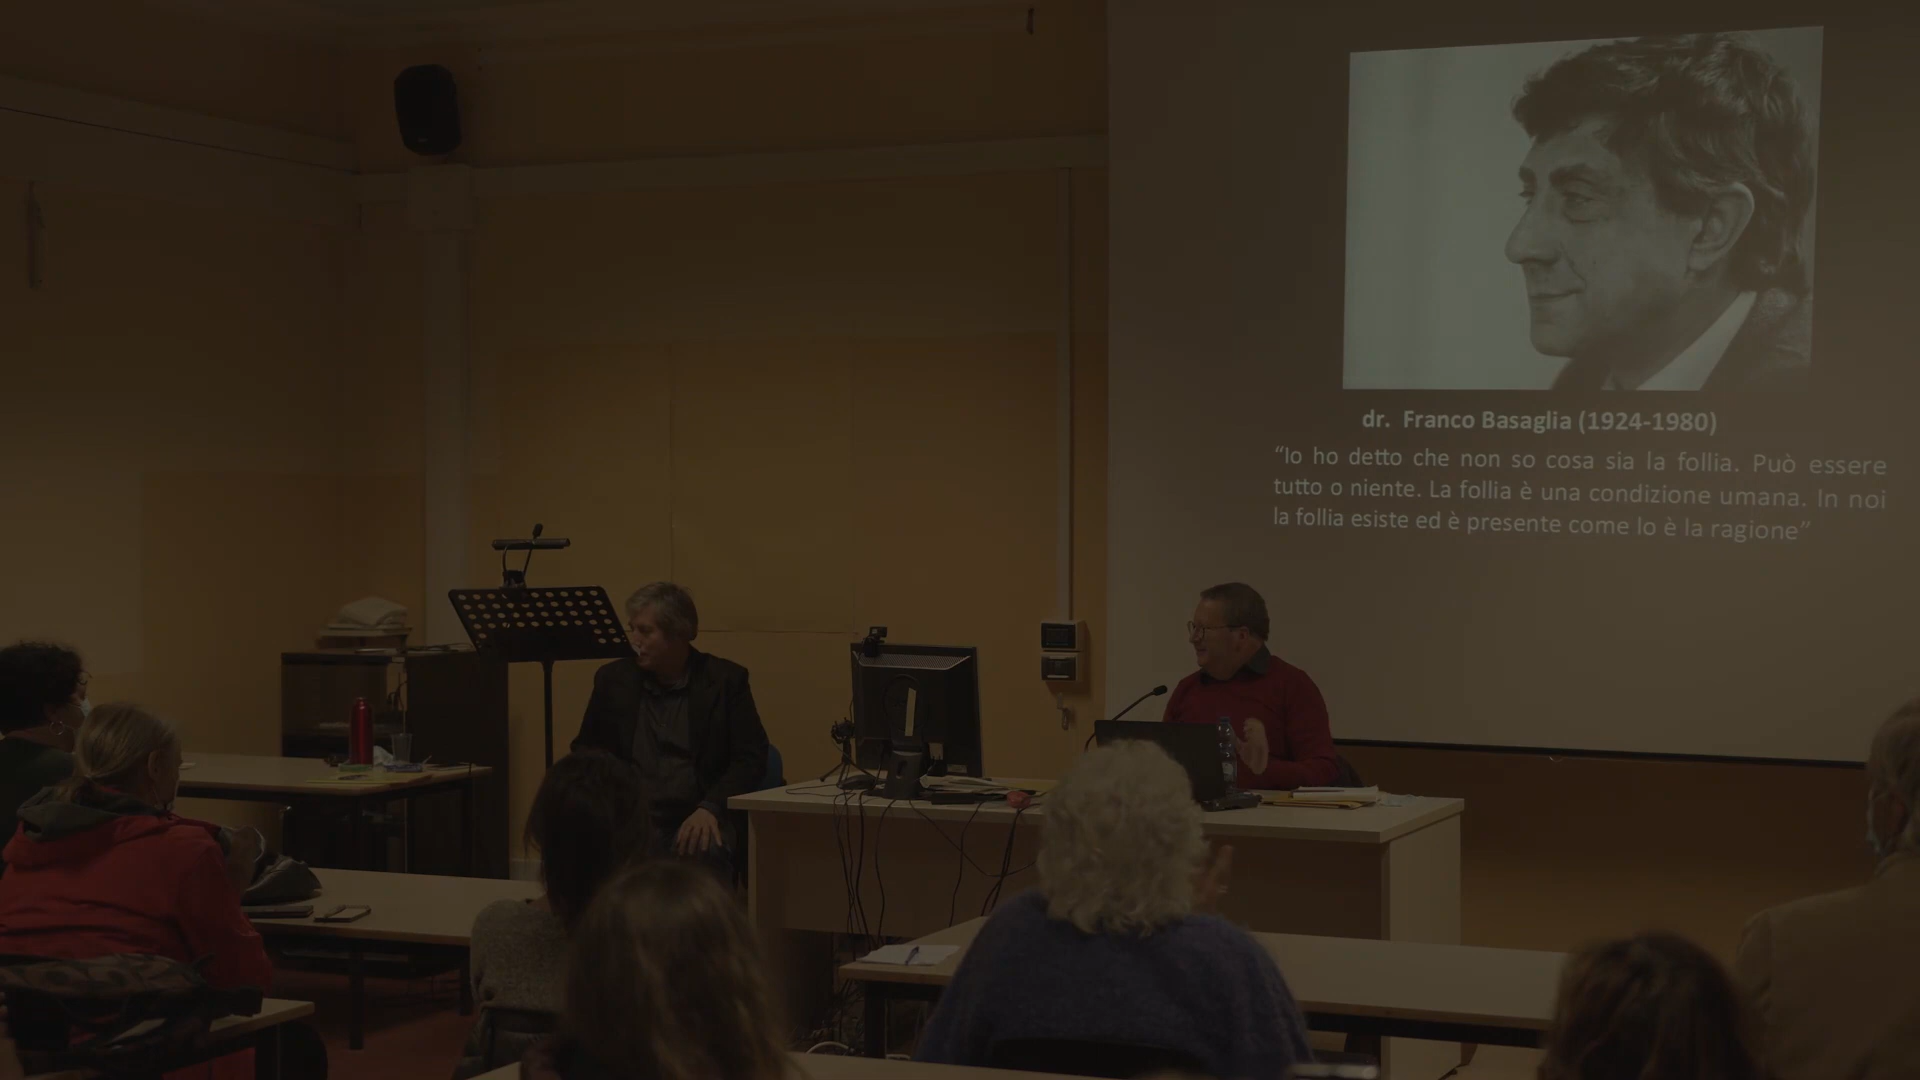 dr. Franco Basaglia (1924-1980)
“Io ho detto che non so cosa sia la follia. Può essere
tutto o niente. La follia è una condizione umana. In noi
la follia esiste ed è presente come lo è la ragione”